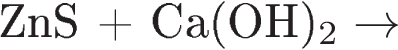 ZnS + Ca(OH)₂ →